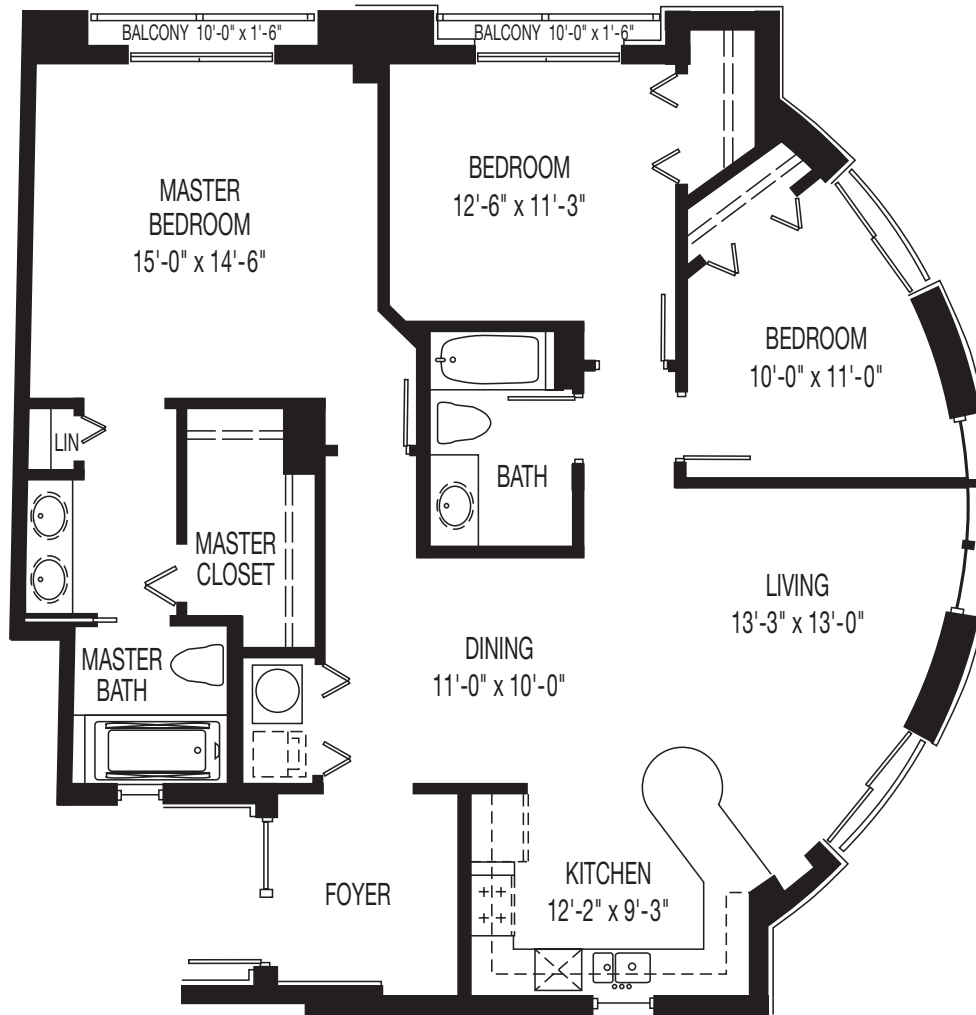 BALCONY 10'-0" x 1'-6"
BALCONY 10'-0" x 1'-6"
MASTER
BEDROOM
15'-0" x 14'-6"
BEDROOM
12'-6" x 11'-3"
BEDROOM
10'-0" x 11'-0"
LIN
BATH
MASTER
CLOSET
LIVING
13'-3" x 13'-0"
MASTER
BATH
DINING
11'-0" x 10'-0"
FOYER
KITCHEN
12'-2" x 9'-3"